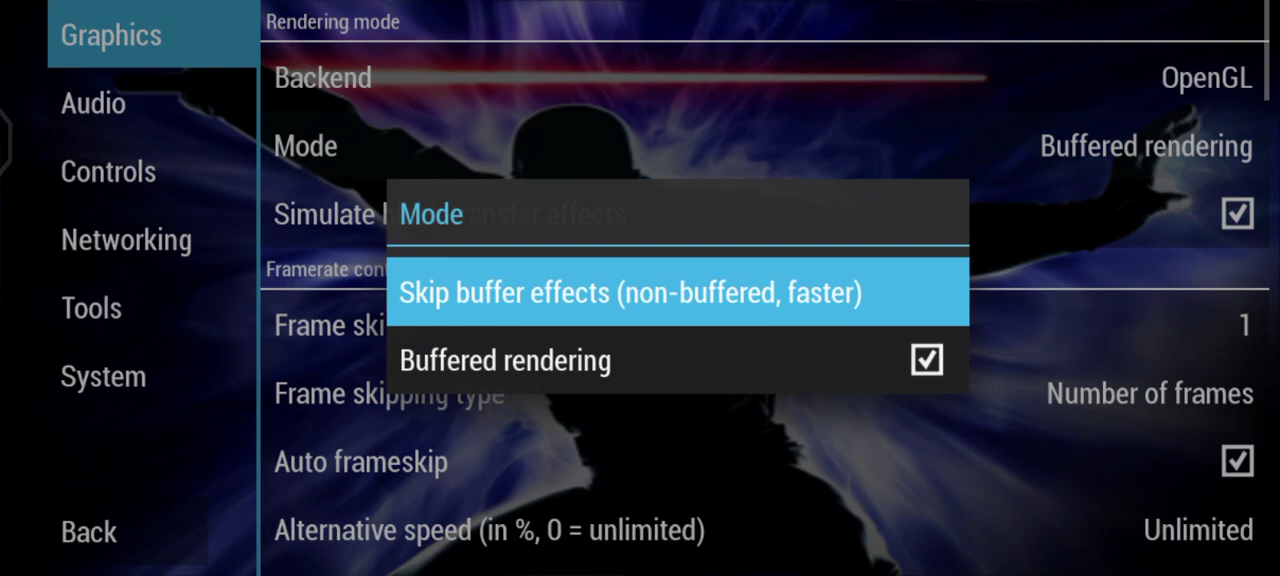 Graphics
Audio
Controls
Networking
Tools
System
Back
Rendering mode
Backend OpenGL
Mode Buffered rendering
Simulate
Framerate
Frame
Frame skipping type Number of frames
1
Auto frameskip
Alternative speed (in %, 0 = unlimited) Unlimited
Mode
Skip buffer effects (non-buffered, faster)
Buffered rendering